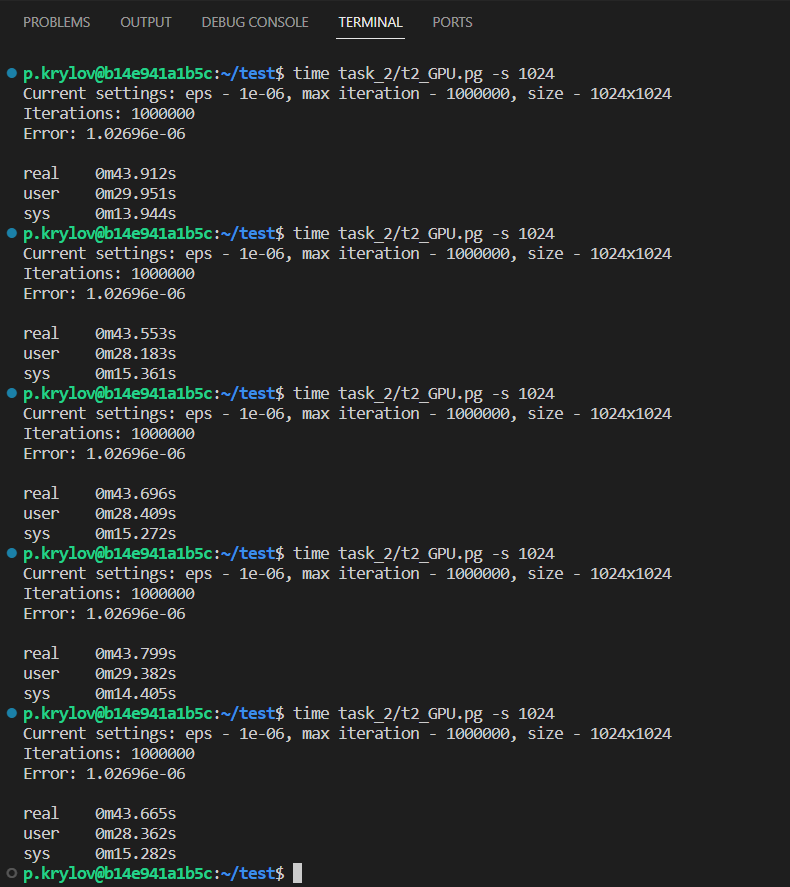 PROBLEMS OUTPUT DEBUG CONSOLE TERMINAL PORTS
p.krylov@b14e941a1b5c:~/test$ time task_2/t2_GPU.pg -s 1024
Current settings: eps - 1e-06, max iteration - 1000000, size - 1024x1024
Iterations: 1000000
Error: 1.02696e-06
real 0m43.912s
user 0m29.951s
sys 0m13.944s
p.krylov@b14e941a1b5c:~/test$ time task_2/t2_GPU.pg -s 1024
Current settings: eps - 1e-06, max iteration - 1000000, size - 1024x1024
Iterations: 1000000
Error: 1.02696e-06
real 0m43.553s
user 0m28.183s
sys 0m15.361s
p.krylov@b14e941a1b5c:~/test$ time task_2/t2_GPU.pg -s 1024
Current settings: eps - 1e-06, max iteration - 1000000, size - 1024x1024
Iterations: 1000000
Error: 1.02696e-06
real 0m43.696s
user 0m28.409s
sys 0m15.272s
p.krylov@b14e941a1b5c:~/test$ time task_2/t2_GPU.pg -s 1024
Current settings: eps - 1e-06, max iteration - 1000000, size - 1024x1024
Iterations: 1000000
Error: 1.02696e-06
real 0m43.799s
user 0m29.382s
sys 0m14.405s
p.krylov@b14e941a1b5c:~/test$ time task_2/t2_GPU.pg -s 1024
Current settings: eps - 1e-06, max iteration - 1000000, size - 1024x1024
Iterations: 1000000
Error: 1.02696e-06
real 0m43.665s
user 0m28.362s
sys 0m15.282s
p.krylov@b14e941a1b5c:~/test$